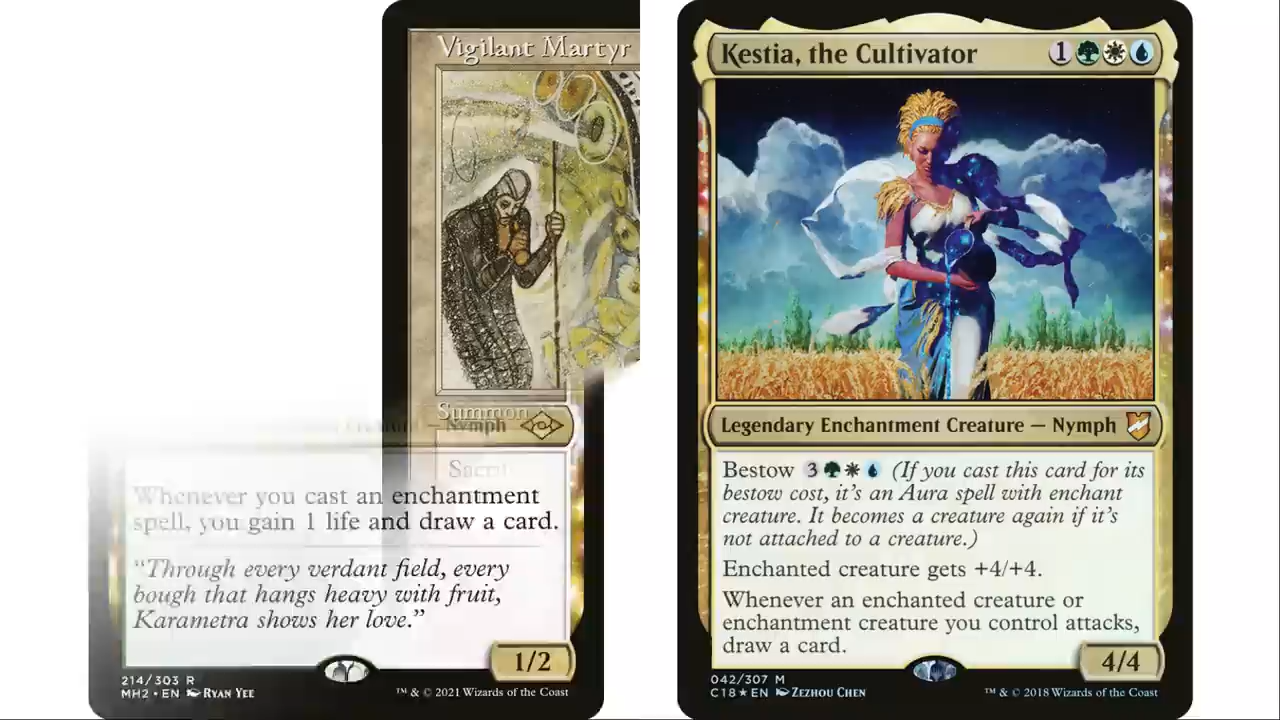 Vigilant Martyr
Summon
Nymph
Whenever you cast an enchantment
spell, you gain 1 life and draw a card.
“Through every verdant field, every
bough that hangs heavy with fruit,
Karametra shows her love.”
1/2
214/303 R
MH2 • EN Ryan Yee
™ & © 2021 Wizards of the Coast
Kestia, the Cultivator 1
Legendary Enchantment Creature — Nymph
Bestow 3 (If you cast this card for its
bestow cost, it’s an Aura spell with enchant
creature. It becomes a creature again if it’s
not attached to a creature.)
Enchanted creature gets +4/+4.
Whenever an enchanted creature or
enchantment creature you control attacks,
draw a card.
4/4
042/307 M
C18★EN Zezhou Chen
™ & © 2018 Wizards of the Coast